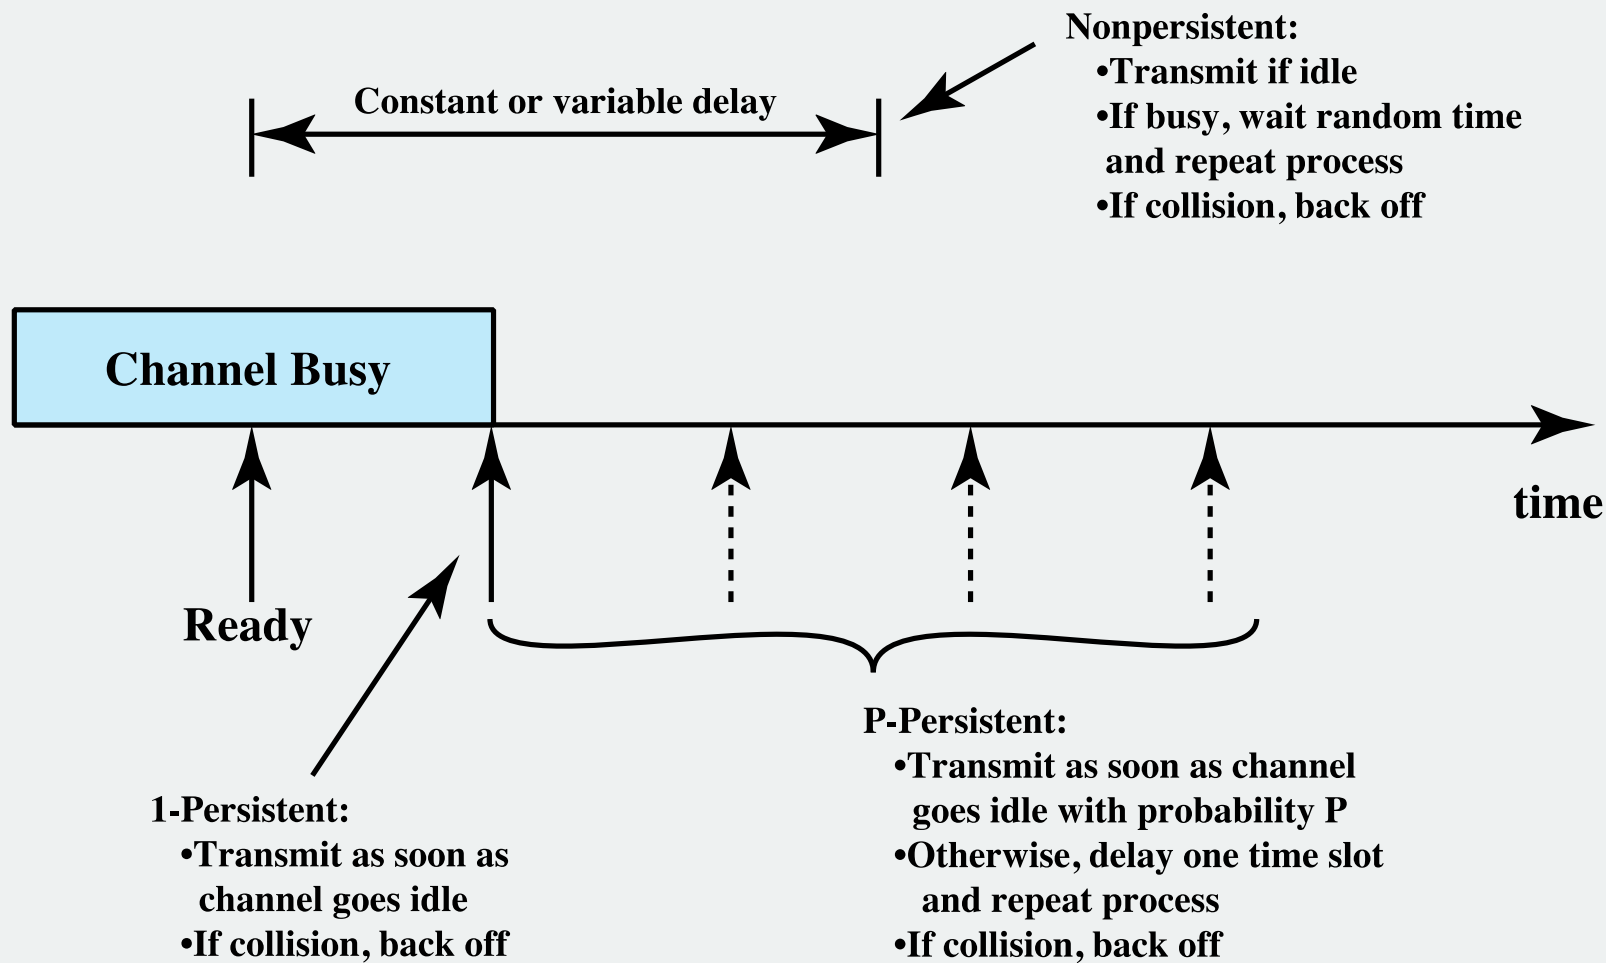 Nonpersistent:
•Transmit if idle
•If busy, wait random time
and repeat process
•If collision, back off
Constant or variable delay
Channel Busy
time
Ready
1-Persistent:
•Transmit as soon as
channel goes idle
•If collision, back off
P-Persistent:
•Transmit as soon as channel
goes idle with probability P
•Otherwise, delay one time slot
and repeat process
•If collision, back off